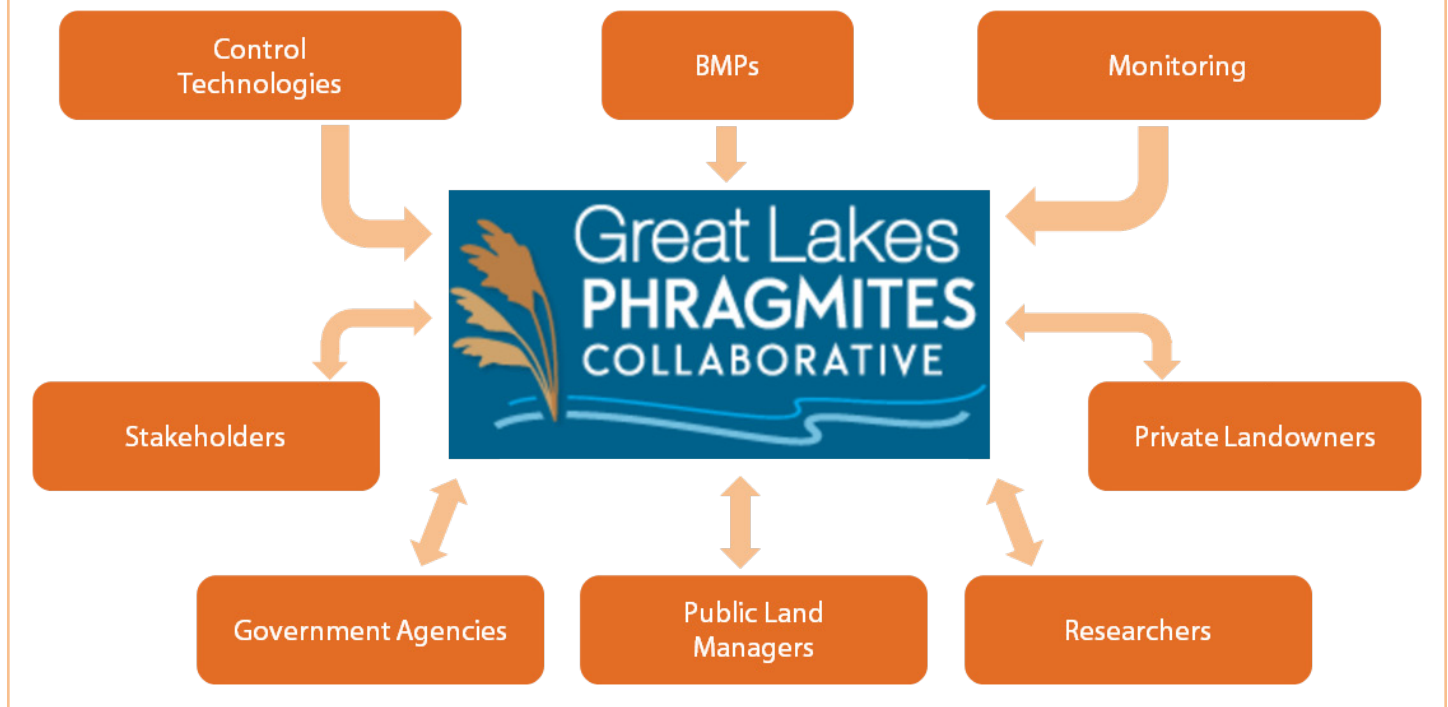 Control
Technologies
BMPs
Monitoring
Great Lakes
PHRAGMITES
COLLABORATIVE
Stakeholders
Private Landowners
Government Agencies
Public Land
Managers
Researchers